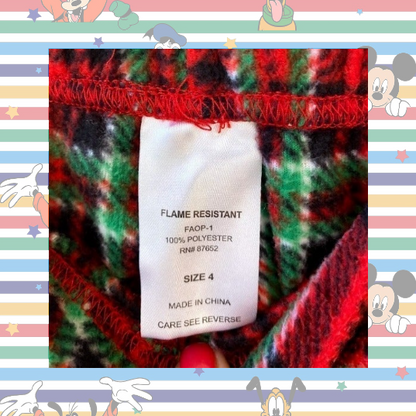 FLAME RESISTANT
FAOP-1
100% POLYESTER
RN# 87652
SIZE 4
MADE IN CHINA
CARE SEE REVERSE